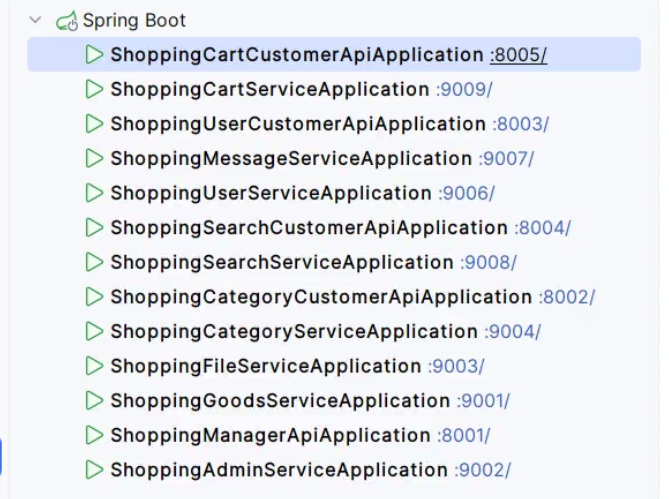 Spring Boot
ShoppingCartCustomerApiApplication :8005/
ShoppingCartServiceApplication :9009/
ShoppingUserCustomerApiApplication :8003/
ShoppingMessageServiceApplication :9007/
ShoppingUserServiceApplication :9006/
ShoppingSearchCustomerApiApplication :8004/
ShoppingSearchServiceApplication :9008/
ShoppingCategoryCustomerApiApplication :8002/
ShoppingCategoryServiceApplication :9004/
ShoppingFileServiceApplication :9003/
ShoppingGoodsServiceApplication :9001/
ShoppingManagerApiApplication :8001/
ShoppingAdminServiceApplication :9002/